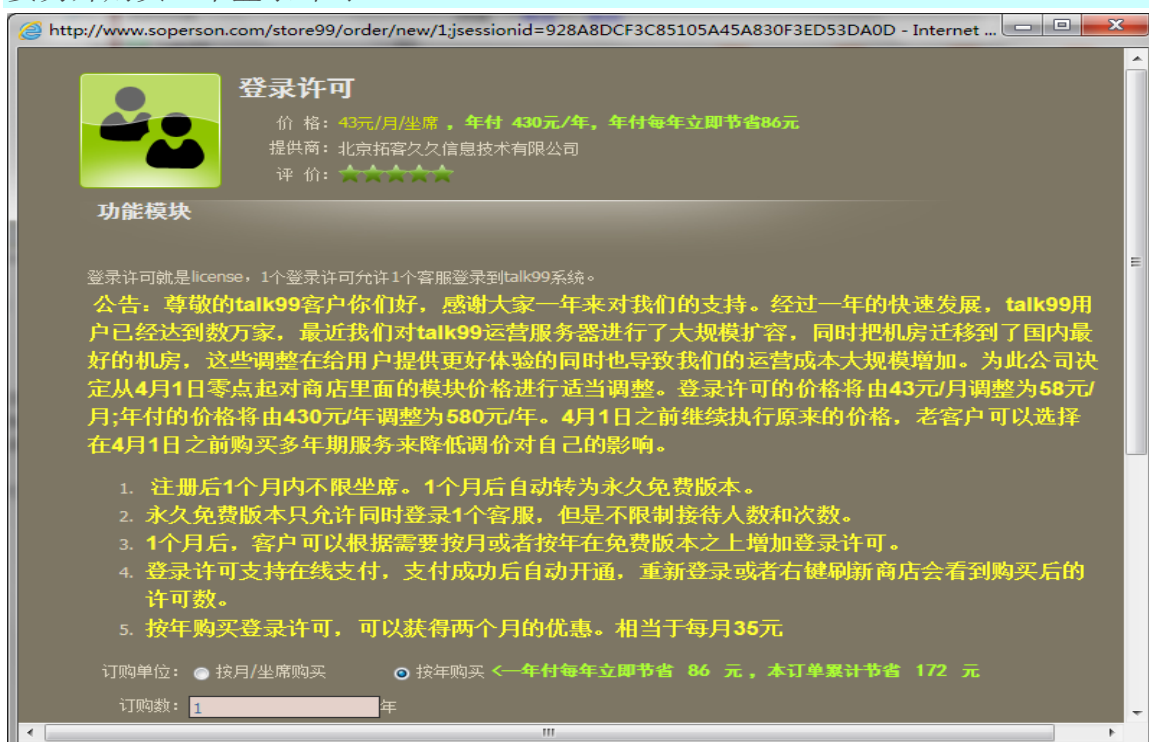 http://www.soperson.com/store99/order/new/1;jsessionid=928A8DCF3C85105A45A830F3ED53DA0D - Internet ...
登录许可
价 格：43元/月/坐席 ，年付 430元/年，年付每年立即节省86元
提供商：北京拓客久久信息技术有限公司
评 价：
功能模块
登录许可就是license，1个登录许可允许1个客服登录到talk99系统。
公告：尊敬的talk99客户你们好，感谢大家一年来对我们的支持。经过一年的快速发展，talk99用
户已经达到数万家，最近我们对talk99运营服务器进行了大规模扩容，同时把机房迁移到了国内最
好的机房，这些调整在给用户提供更好体验的同时也导致我们的运营成本大规模增加。为此公司决
定从4月1日零点起对商店里面的模块价格进行适当调整。登录许可的价格将由43元/月调整为58元/
月;年付的价格将由430元/年调整为580元/年。4月1日之前继续执行原来的价格，老客户可以选择
在4月1日之前购买多年期服务来降低调价对自己的影响。
1. 注册后1个月内不限坐席。1个月后自动转为永久免费版本。
2. 永久免费版本只允许同时登录1个客服，但是不限制接待人数和次数。
3. 1个月后，客户可以根据需要按月或者按年在免费版本之上增加登录许可。
4. 登录许可支持在线支付，支付成功后自动开通，重新登录或者右键刷新商店会看到购买后的
许可数。
5. 按年购买登录许可，可以获得两个月的优惠。相当于每月35元
订购单位： 按月/坐席购买 按年购买 <—年付每年立即节省 86 元，本订单累计节省 172 元
订购数： 1 年